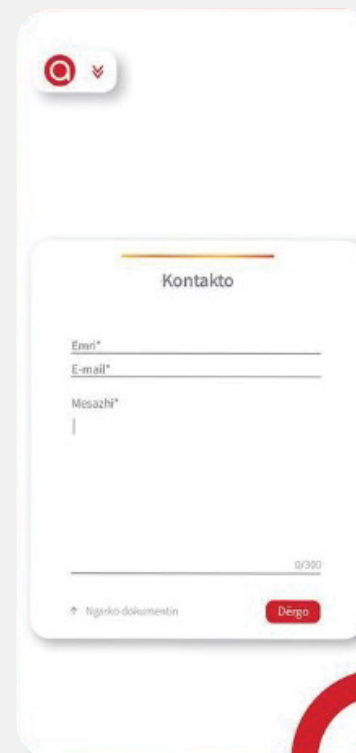 Kontakto
Emri*
E-mail*
Mesazhi*
0/300
Ngarko dokumentin
Dërgo